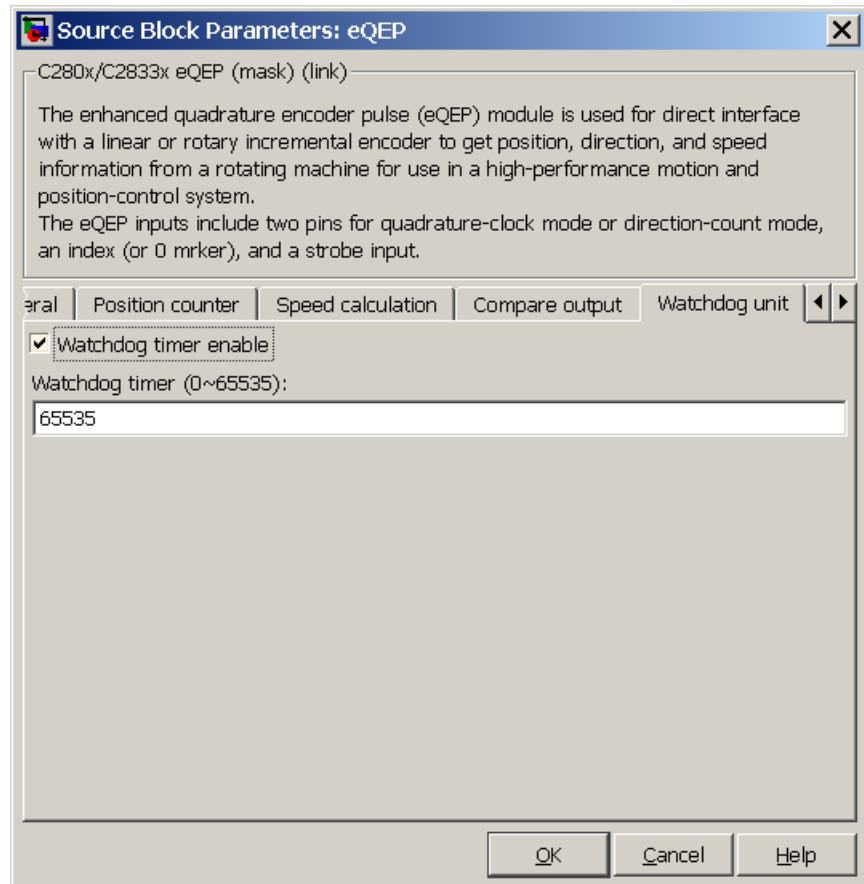 Source Block Parameters: eQEP
C280x/C2833x eQEP (mask) (link)
The enhanced quadrature encoder pulse (eQEP) module is used for direct interface
with a linear or rotary incremental encoder to get position, direction, and speed
information from a rotating machine for use in a high-performance motion and
position-control system.
The eQEP inputs include two pins for quadrature-clock mode or direction-count mode,
an index (or 0 mrker), and a strobe input.
eral Position counter Speed calculation Compare output Watchdog unit
Watchdog timer enable
Watchdog timer (0~65535):
65535
OK Cancel Help